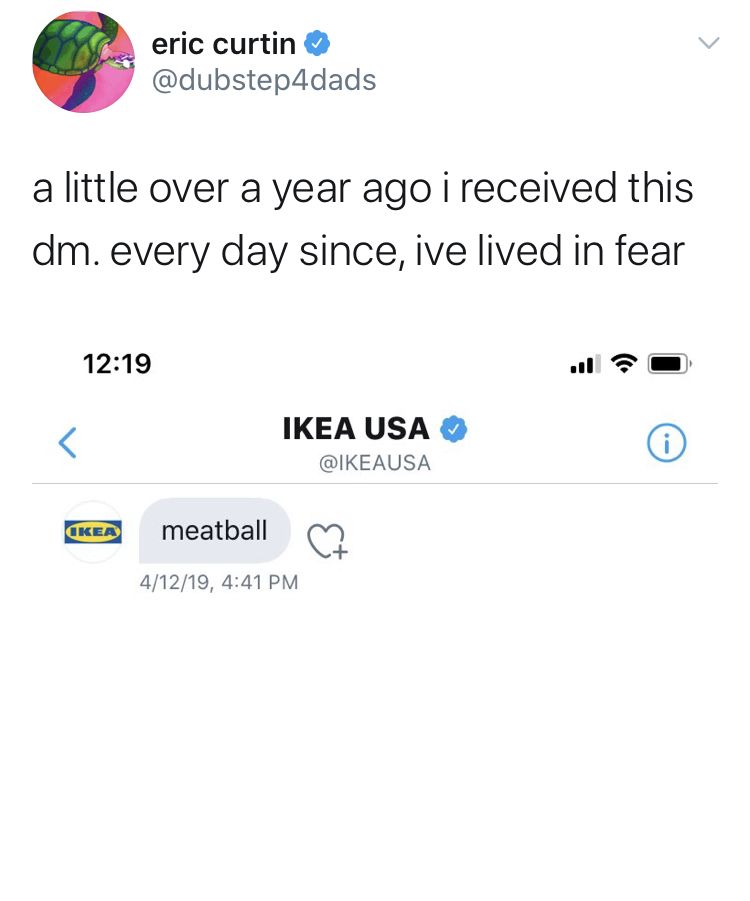 eric curtin
@dubstep4dads
a little over a year ago i received this
dm. every day since, ive lived in fear
12:19
IKEA USA
@IKEAUSA
IKEA
meatball
4/12/19, 4:41 PM